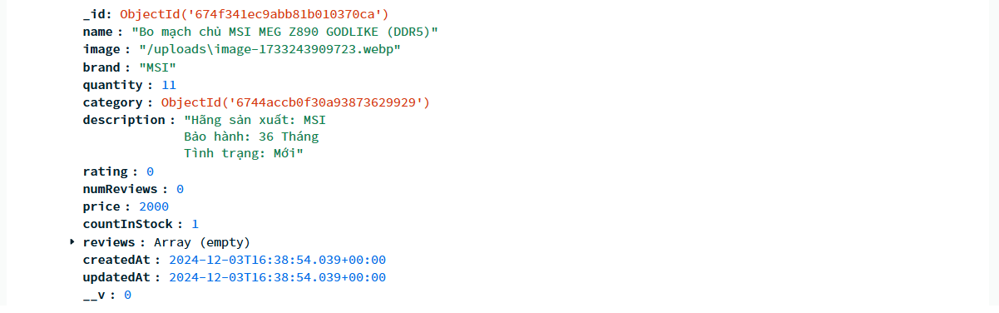 _id: ObjectId('674f341ec9abb81b010370ca')
name : "Bo mạch chủ MSI MEG Z890 GODLIKE (DDR5)"
image : "/uploads\image-1733243909723.webp"
brand : "MSI"
quantity : 11
category : ObjectId('6744accb0f30a93873629929')
description : "Hãng sản xuất: MSI
Bảo hành: 36 Tháng
Tình trạng: Mới"
rating : 0
numReviews : 0
price : 2000
countInStock : 1
reviews : Array (empty)
createdAt : 2024-12-03T16:38:54.039+00:00
updatedAt : 2024-12-03T16:38:54.039+00:00
__v : 0